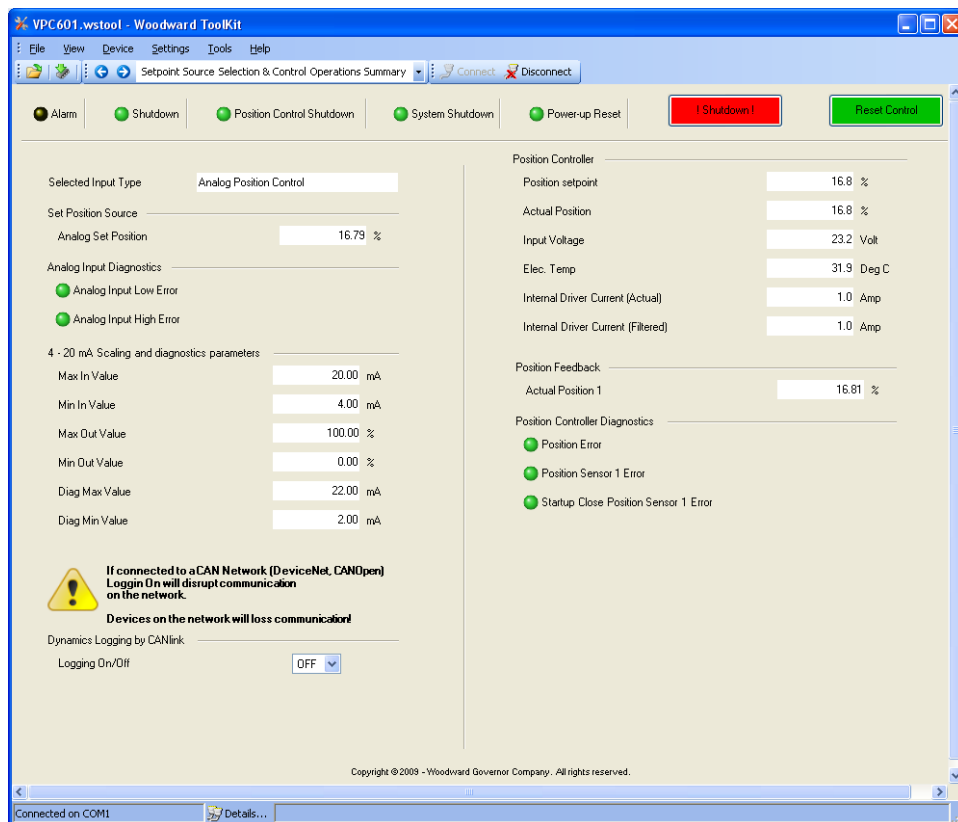 VPC601.wstool - Woodward ToolKit
File View Device Settings Tools Help
Setpoint Source Selection & Control Operations Summary Connect Disconnect
Alarm Shutdown Position Control Shutdown System Shutdown Power-up Reset ! Shutdown ! Reset Control
Selected Input Type Analog Position Control
Set Position Source
Analog Set Position 16.79 %
Analog Input Diagnostics
Analog Input Low Error
Analog Input High Error
4 - 20 mA Scaling and diagnostics parameters
Max In Value 20.00 mA
Min In Value 4.00 mA
Max Out Value 100.00 %
Min Out Value 0.00 %
Diag Max Value 22.00 mA
Diag Min Value 2.00 mA
If connected to a CAN Network (DeviceNet, CANOpen)
Loggin On will disrupt communication
on the network.
Devices on the network will loss communication!
Dynamics Logging by CANlink
Logging On/Off OFF
Position Controller
Position setpoint 16.8 %
Actual Position 16.8 %
Input Voltage 23.2 Volt
Elec. Temp 31.9 Deg C
Internal Driver Current (Actual) 1.0 Amp
Internal Driver Current (Filtered) 1.0 Amp
Position Feedback
Actual Position 1 16.81 %
Position Controller Diagnostics
Position Error
Position Sensor 1 Error
Startup Close Position Sensor 1 Error
Copyright © 2009 - Woodward Governor Company. All rights reserved.
Connected on COM1 Details...